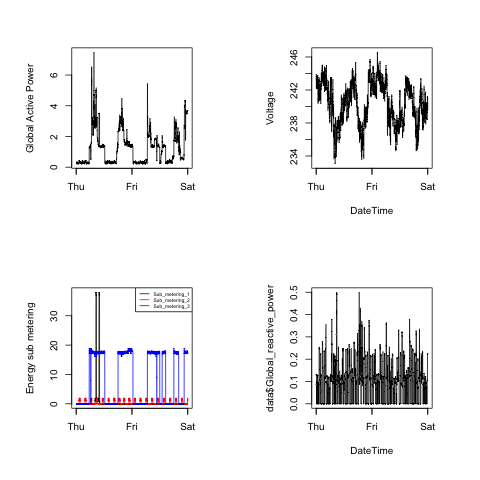 Global Active Power
6
4
2
0
Thu Fri Sat
Voltage
246
242
238
234
Thu Fri Sat
DateTime
Energy sub metering
30
20
10
0
Sub_metering_1
Sub_metering_2
Sub_metering_3
Thu Fri Sat
data$Global_reactive_power
0.5
0.4
0.3
0.2
0.1
0.0
Thu Fri Sat
DateTime